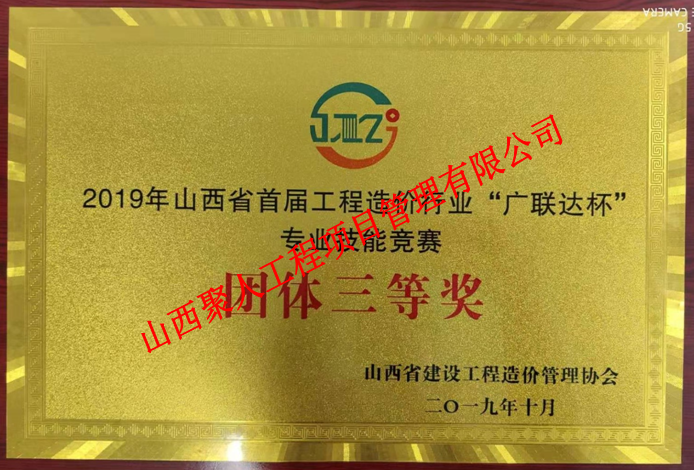 2019年山西省首届工程造价行业“广联达杯”
专业技能竞赛
团体三等奖
山西聚人工程项目管理有限公司
山西省建设工程造价管理协会
二〇一九年十月